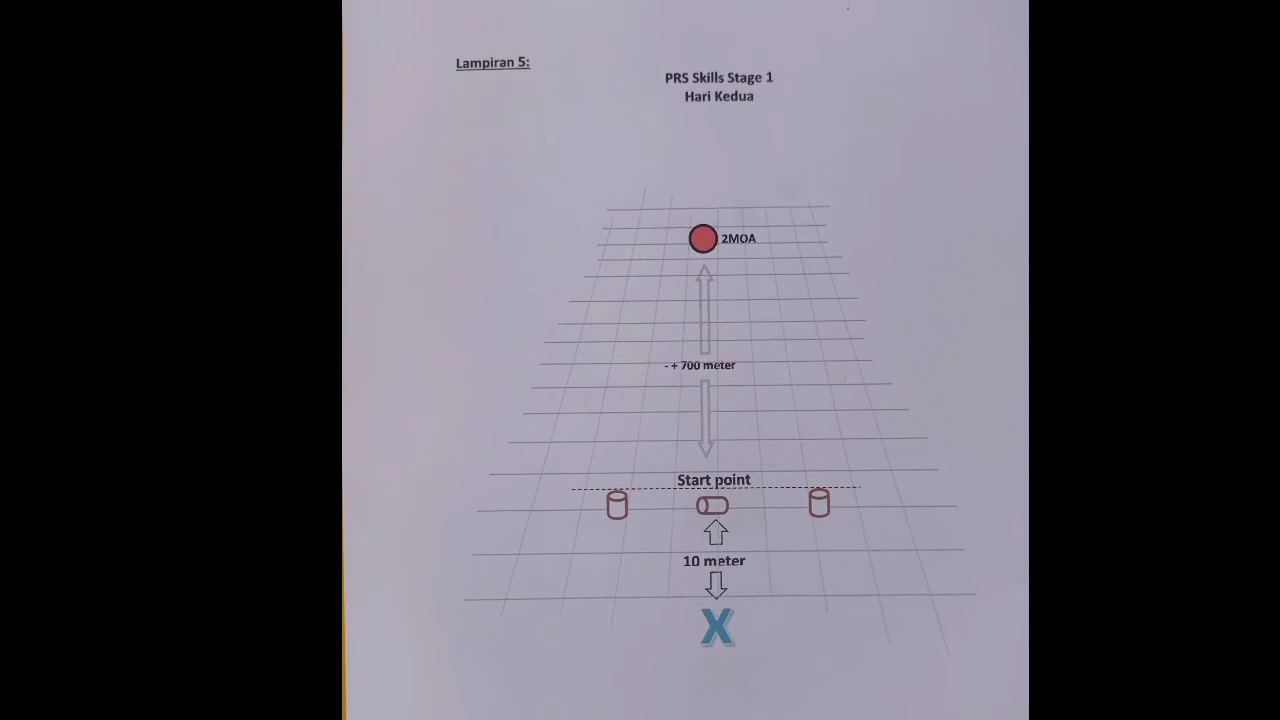 Lampiran 5:
PRS Skills Stage 1
Hari Kedua
2MOA
- + 700 meter
Start point
10 meter
X